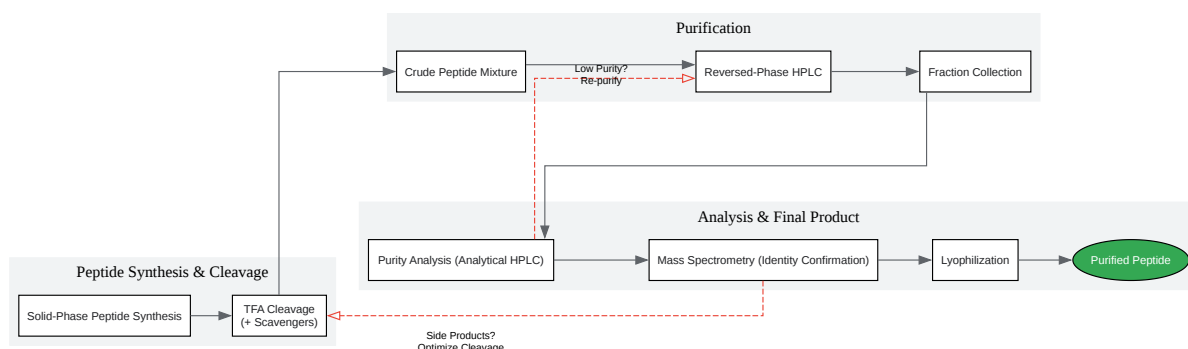 Purification
Crude Peptide Mixture
Low Purity?
Re-purify
Reversed-Phase HPLC
Fraction Collection
Analysis & Final Product
Purity Analysis (Analytical HPLC)
Mass Spectrometry (Identity Confirmation)
Lyophilization
Purified Peptide
Peptide Synthesis & Cleavage
Solid-Phase Peptide Synthesis
TFA Cleavage
(+ Scavengers)
Side Products?
Optimize Cleavage